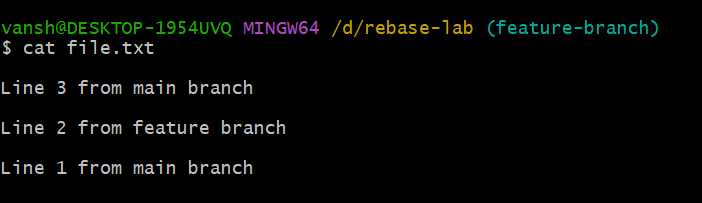 vansh@DESKTOP-1954UVQ MINGW64 /d/rebase-lab (feature-branch)
$ cat file.txt
Line 3 from main branch
Line 2 from feature branch
Line 1 from main branch